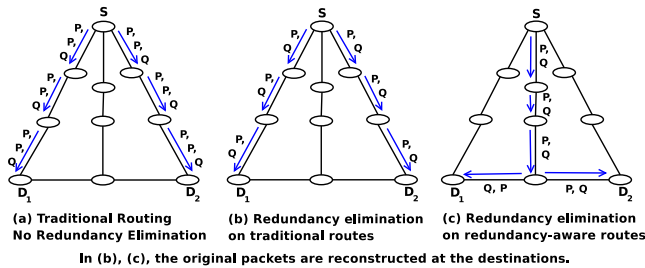 S
P,
Q
P,
Q
P,
Q
P,
Q
P,
Q
P,
Q
D1
D2
(a) Traditional Routing
No Redundancy Elimination
S
P,
Q
P,
Q
P,
Q
P,
Q
P,
Q
P,
Q
D1
D2
(b) Redundancy elimination
on traditional routes
S
P,
Q
P,
Q
P,
Q
Q, P
P, Q
D1
D2
(c) Redundancy elimination
on redundancy-aware routes
In (b), (c), the original packets are reconstructed at the destinations.